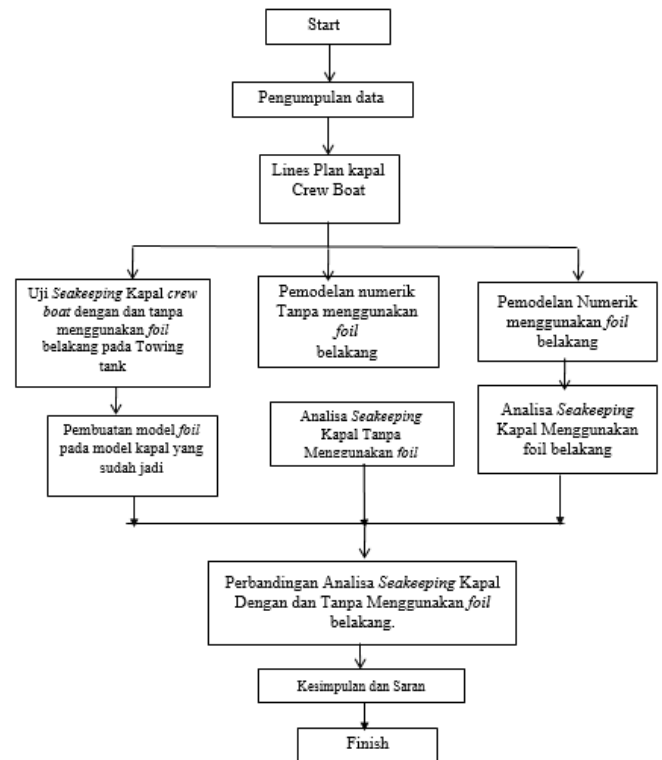 Start
Pengumpulan data
Lines Plan kapal
Crew Boat
Uji Seakeeping Kapal crew
boat dengan dan tanpa
menggunakan foil
belakang pada Towing
tank
Pemodelan numerik
Tanpa menggunakan
foil
belakang
Pemodelan Numerik
menggunakan foil
belakang
Pembuatan model foil
pada model kapal yang
sudah jadi
Analisa Seakeeping
Kapal Tanpa
Menggunakan foil
Analisa Seakeeping
Kapal Menggunakan
foil belakang
Perbandingan Analisa Seakeeping Kapal
Dengan dan Tanpa Menggunakan foil
belakang.
Kesimpulan dan Saran
Finish